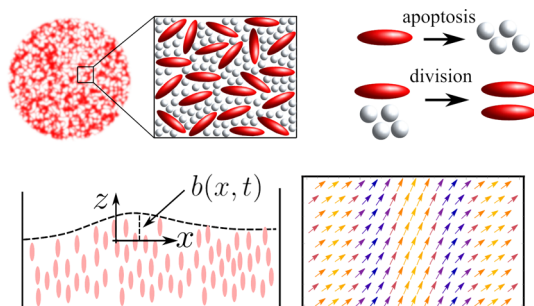 apoptosis
division
z
b(x, t)
x